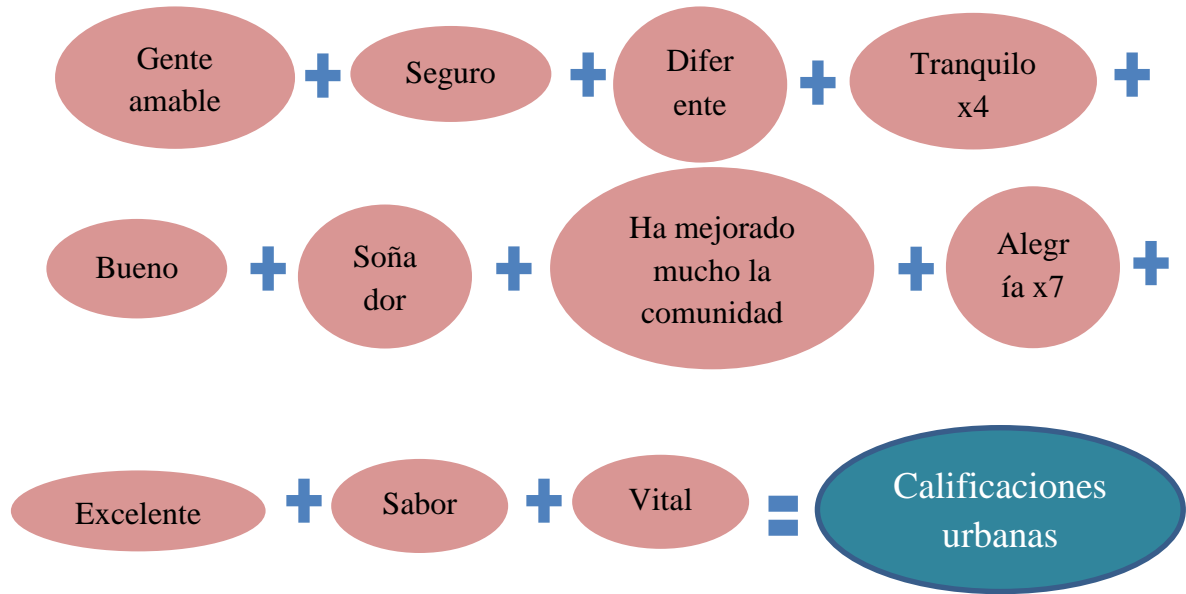 Gente
amable
+
Seguro
+
Difer
ente
+
Tranquilo
x4
+
Bueno
+
Soña
dor
+
Ha mejorado
mucho la
comunidad
+
Alegr
ía x7
+
Excelente
+
Sabor
+
Vital
=
Calificaciones
urbanas